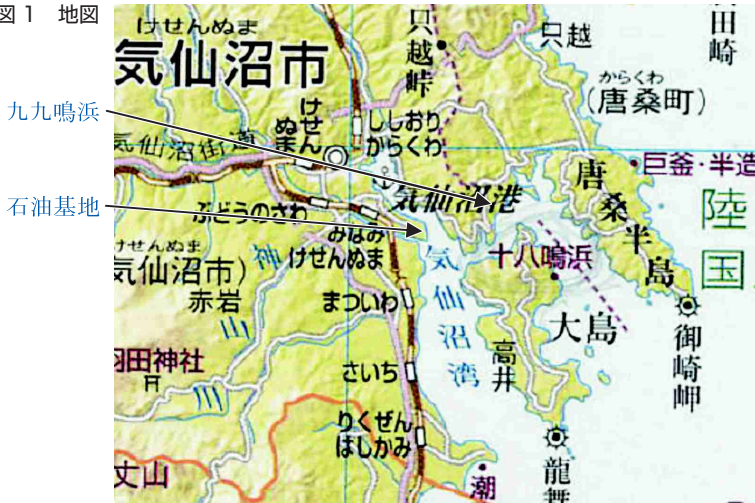 図1 地図
けせんぬま
気仙沼市
九九鳴浜
石油基地
只越峠
只越
田崎
からくわ
(唐桑町)
けせんぬま
ししおりからくわ
気仙沼街道
巨釜・半造
唐桑半島
陸
国
気仙沼港
ぶどうのさわ
みなみけせんぬま
けせんぬま
気仙沼市)
神山川
赤岩
気仙沼湾
十八鳴浜
大島
御崎岬
まついわ
高井
羽田神社
さいち
りくぜんはしかみ
丈山
潮
龍舞